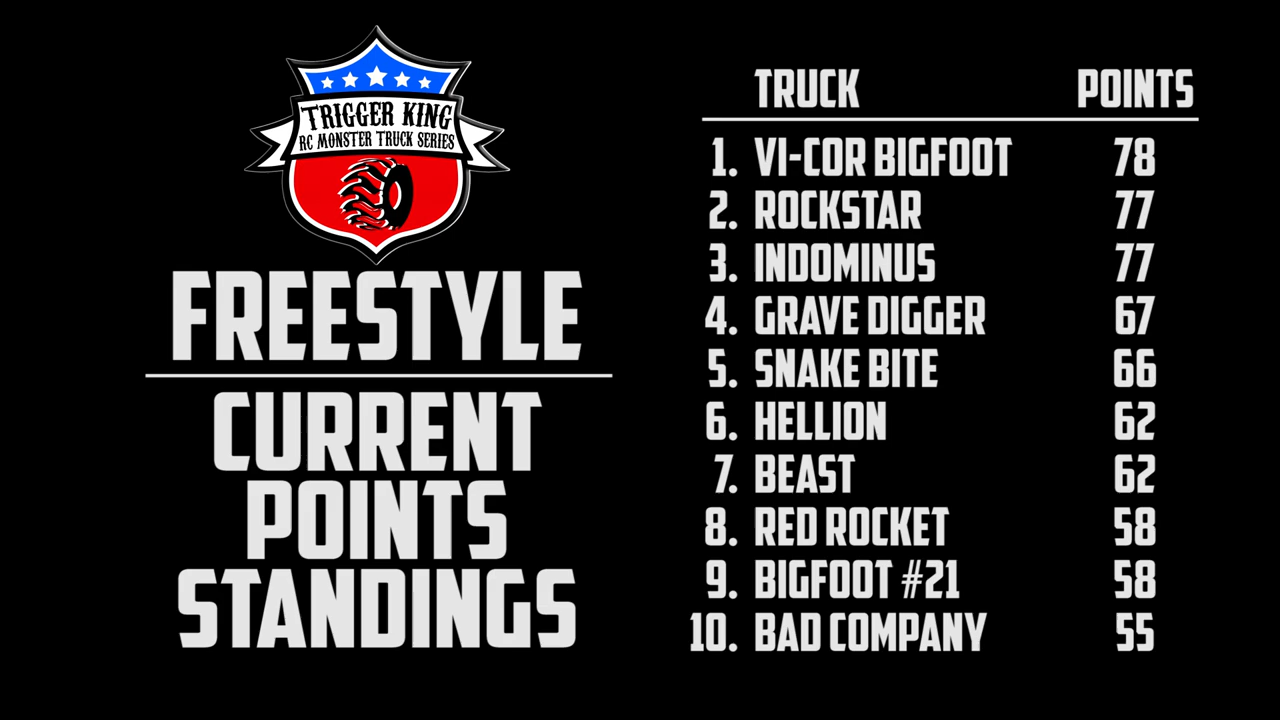 TRIGGER KING
RC MONSTER TRUCK SERIES
FREESTYLE
CURRENT
POINTS
STANDINGS
TRUCK POINTS
1. VI-COR BIGFOOT 78
2. ROCKSTAR 77
3. INDOMINUS 77
4. GRAVE DIGGER 67
5. SNAKE BITE 66
6. HELLION 62
7. BEAST 62
8. RED ROCKET 58
9. BIGFOOT #21 58
10. BAD COMPANY 55